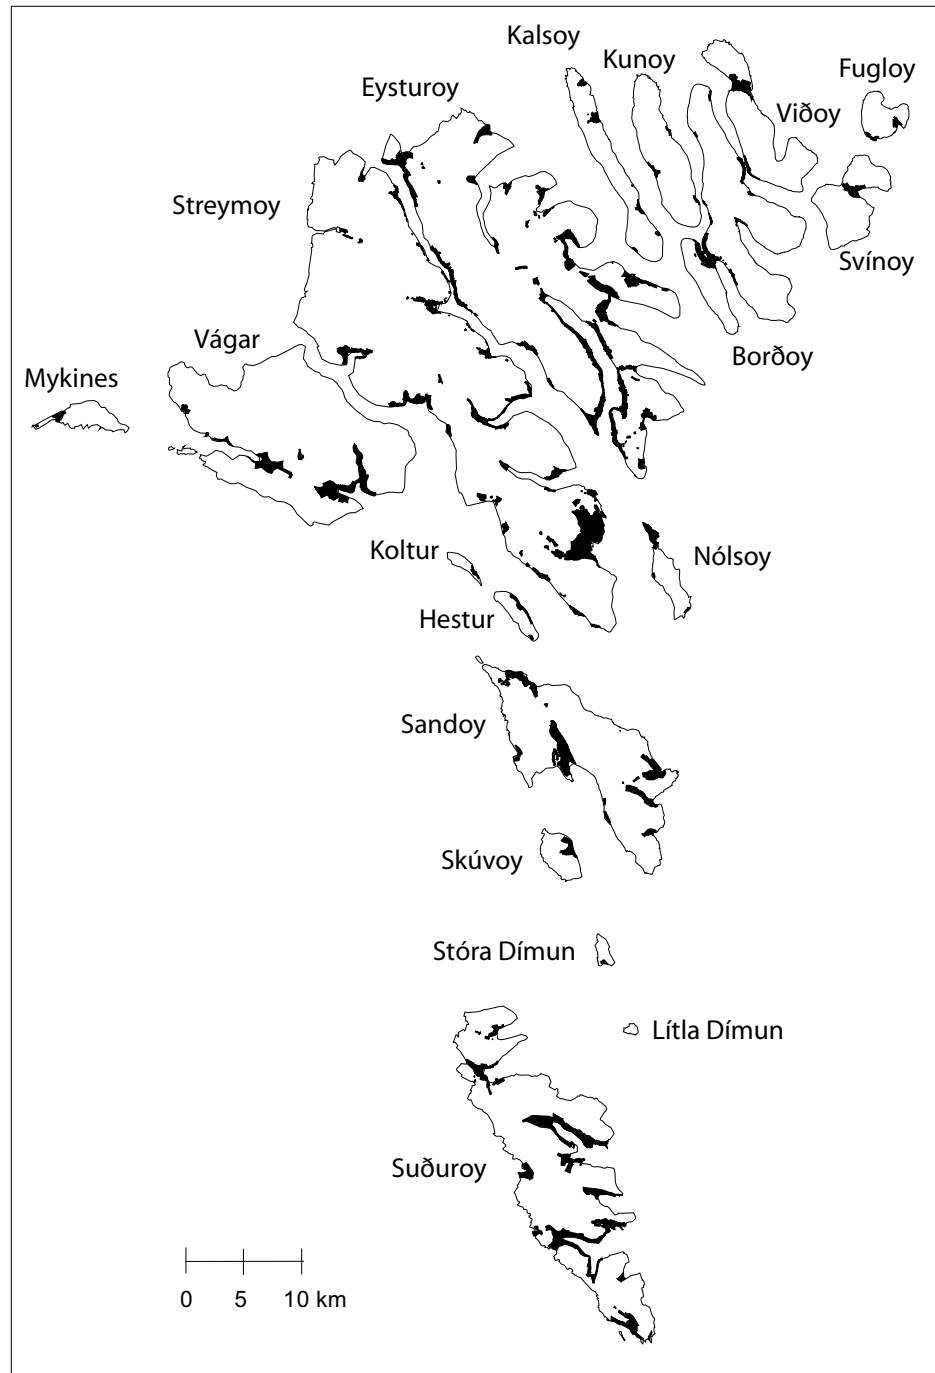 Kalsoy
Kunoy
Fugloy
Eysturoy
Viðoy
Streymoy
Svínoy
Vágar
Borðoy
Mykines
Koltur
Nólsoy
Hestur
Sandoy
Skúvoy
Stóra Dímun
Lítla Dímun
Suðuroy
0 5 10 km